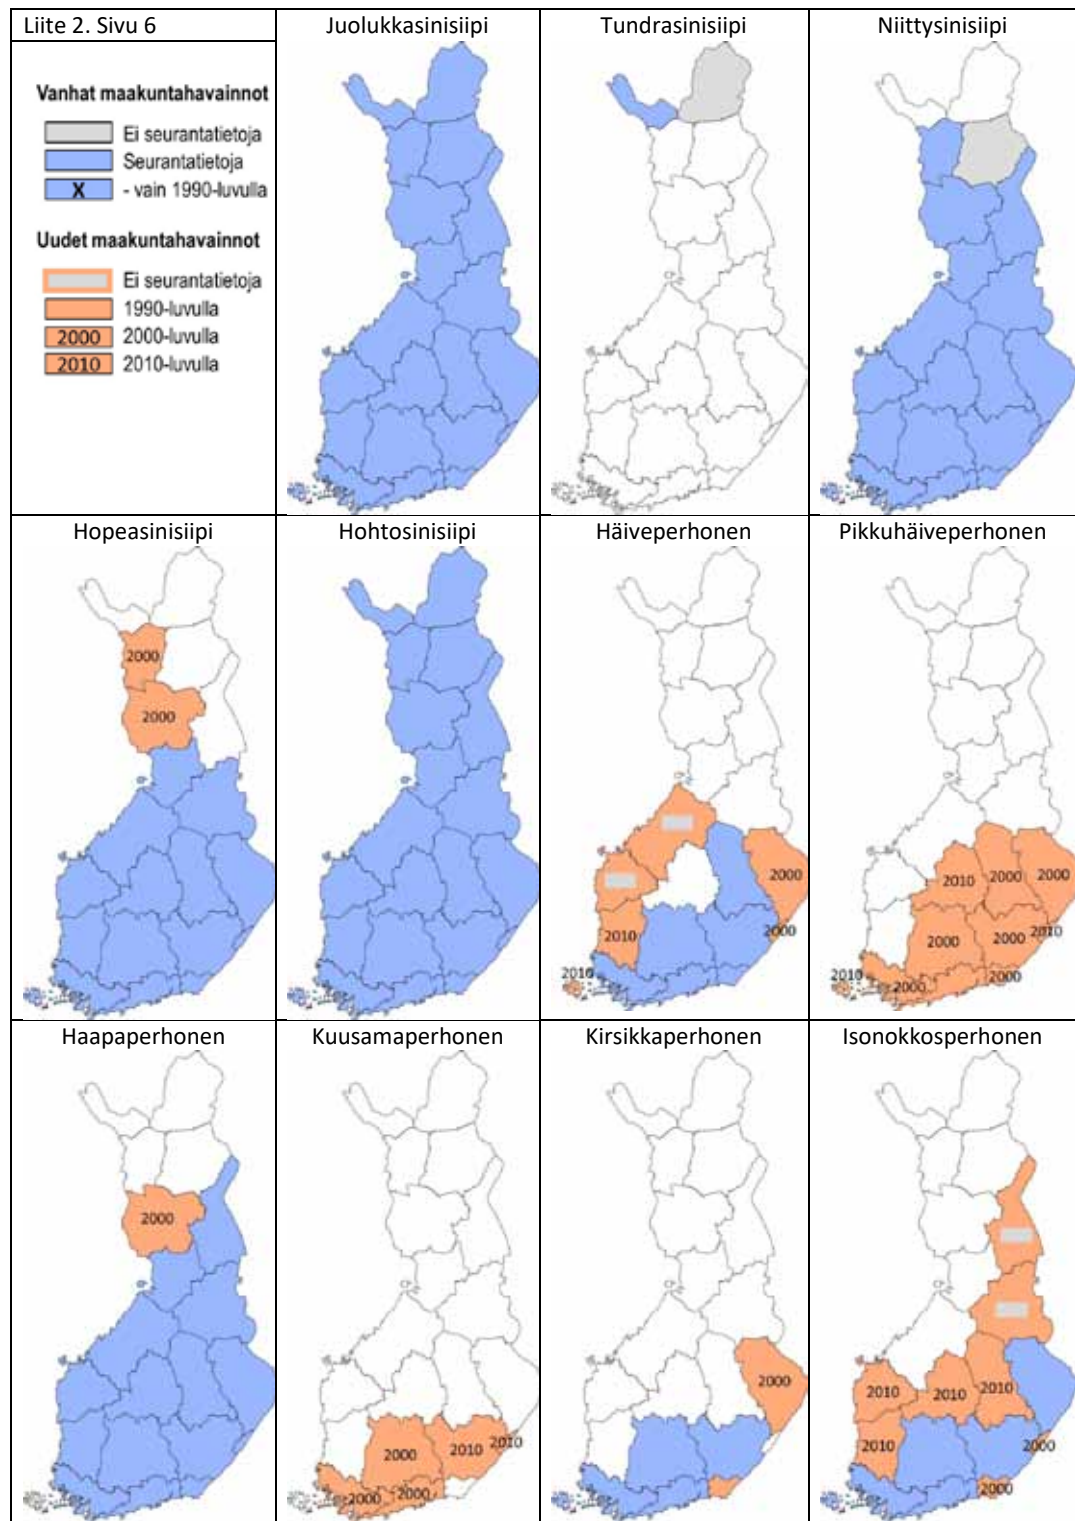 Liite 2. Sivu 6
Vanhat maakuntahavainnot
Ei seurantatietoja
Seurantatietoja
X - vain 1990-luvulla
Uudet maakuntahavainnot
Ei seurantatietoja
1990-luvulla
2000 2000-luvulla
2010 2010-luvulla
Juolukkasinisiipi
Tundrasinisiipi
Niittysinisiipi
Hopeasinisiipi
2000
2000
Hohtosinisiipi
Häiveperhonen
2000
2010
2000
2010
Pikkuhäiveperhonen
2010
2000
2000
2010
2000
2000
2010
2000
2000
Haapaperhonen
2000
Kuusamaperhonen
2000
2010
2010
2000
2000
Kirsikkaperhonen
2000
Isonokkosperhonen
2010
2010
2010
2010
2000
2000